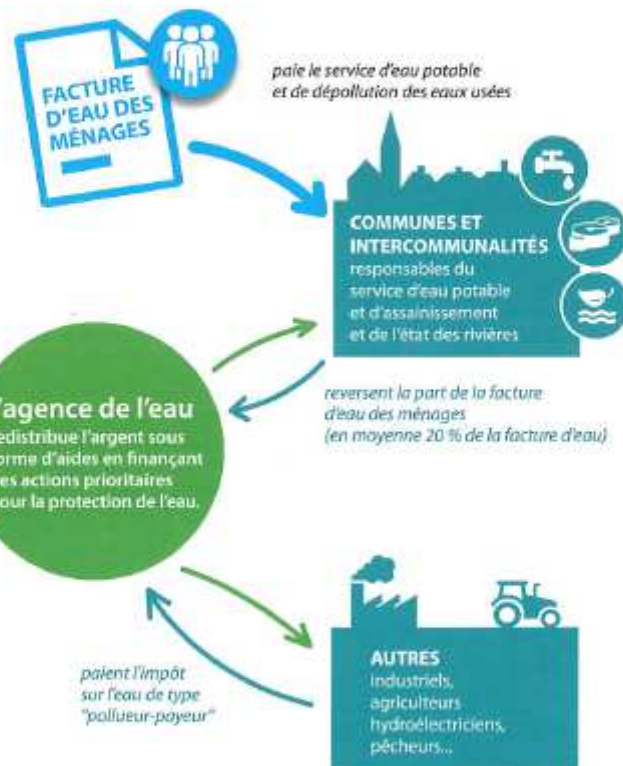 FACTURE
D'EAU DES
MÉNAGES
paie le service d'eau potable
et de dépollution des eaux usées
COMMUNES ET
INTERCOMMUNALITÉS
responsables du
service d'eau potable
et d'assainissement
et de l'état des rivières
reversent la part de la facture
d'eau des ménages
(en moyenne 20 % de la facture d'eau)
'agence de l'eau
edistribue l'argent sous
orme d'aides en finançant
es actions prioritaires
our la protection de l'eau.
paient l'impôt
sur l'eau de type
"pollueur-payeur"
AUTRES
industriels,
agriculteurs
hydroélectriciens,
pêcheurs...